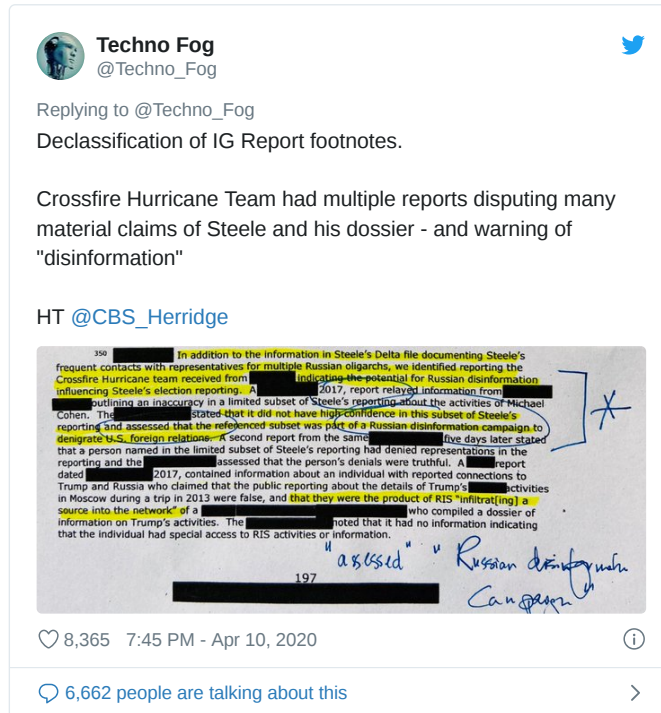 Techno Fog
@Techno_Fog
Replying to @Techno_Fog
Declassification of IG Report footnotes.
Crossfire Hurricane Team had multiple reports disputing many
material claims of Steele and his dossier - and warning of
"disinformation"
HT @CBS_Herridge
350 In addition to the information in Steele's Delta file documenting Steele's
frequent contacts with representatives for multiple Russian oligarchs, we identified reporting the
Crossfire Hurricane team received from indicating the potential for Russian disinformation
influencing Steele's election reporting. A 2017, report relayed information from
outlining an inaccuracy in a limited subset of Steele's reporting about the activities of Michael
Cohen. The stated that it did not have high confidence in this subset of Steele's
reporting and assessed that the referenced subset was part of a Russian disinformation campaign to
denigrate U.S. foreign relations. A second report from the same five days later stated
that a person named in the limited subset of Steele's reporting had denied representations in the
reporting and the assessed that the person's denials were truthful. A report
dated 2017, contained information about an individual with reported connections to
Trump and Russia who claimed that the public reporting about the details of Trump's activities
in Moscow during a trip in 2013 were false, and that they were the product of RIS "infiltrat[ing] a
source into the network" of a who compiled a dossier of
information on Trump's activities. The noted that it had no information indicating
that the individual had special access to RIS activities or information.
"assessed" "Russian disinformation
campaign"
197
8,365 7:45 PM - Apr 10, 2020
6,662 people are talking about this